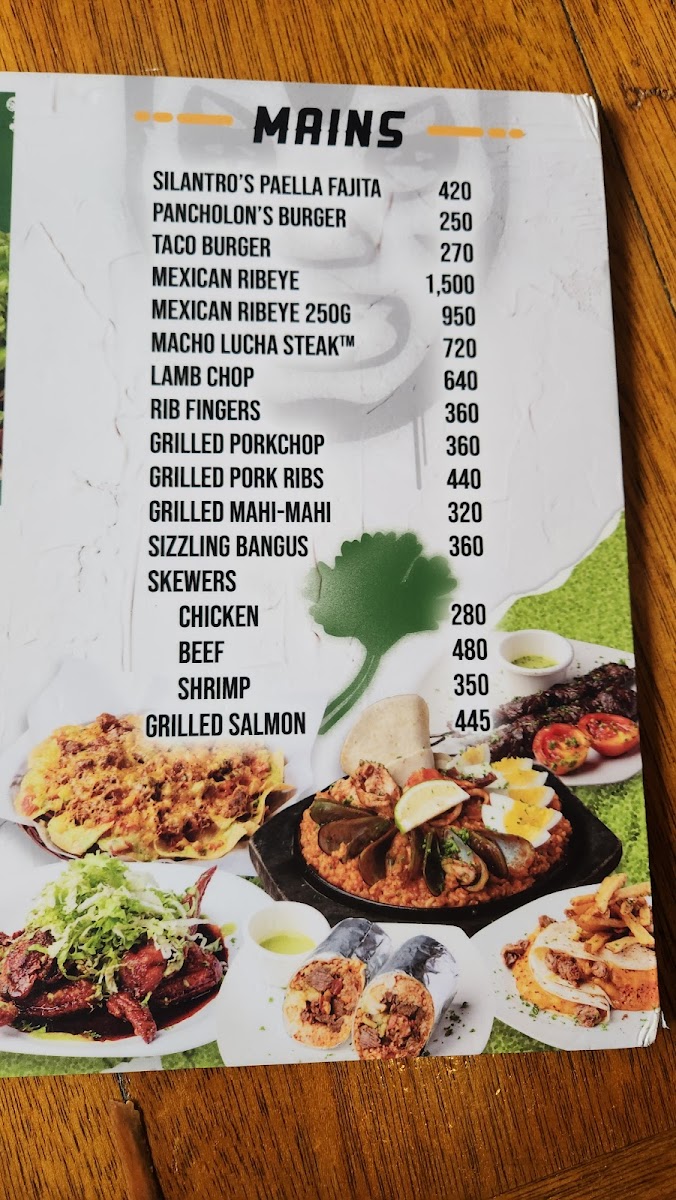 MAINS
SILANTRO'S PAELLA FAJITA 420
PANCHOLON'S BURGER 250
TACO BURGER 270
MEXICAN RIBEYE 1,500
MEXICAN RIBEYE 250G 950
MACHO LUCHA STEAK™ 720
LAMB CHOP 640
RIB FINGERS 360
GRILLED PORKCHOP 360
GRILLED PORK RIBS 440
GRILLED MAHI-MAHI 320
SIZZLING BANGUS 360
SKEWERS
CHICKEN 280
BEEF 480
SHRIMP 350
GRILLED SALMON 445